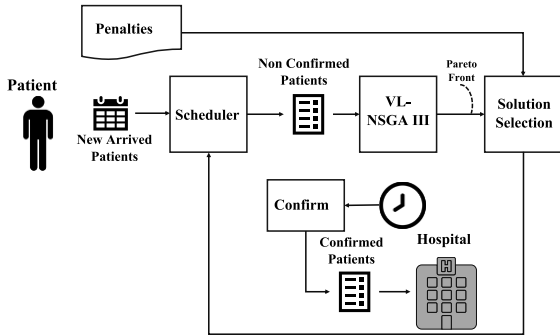 Penalties
Patient
New Arrived
Patients
Scheduler
Non Confirmed
Patients
VL-
NSGA III
Pareto
Front
Solution
Selection
Confirm
Confirmed
Patients
Hospital
H